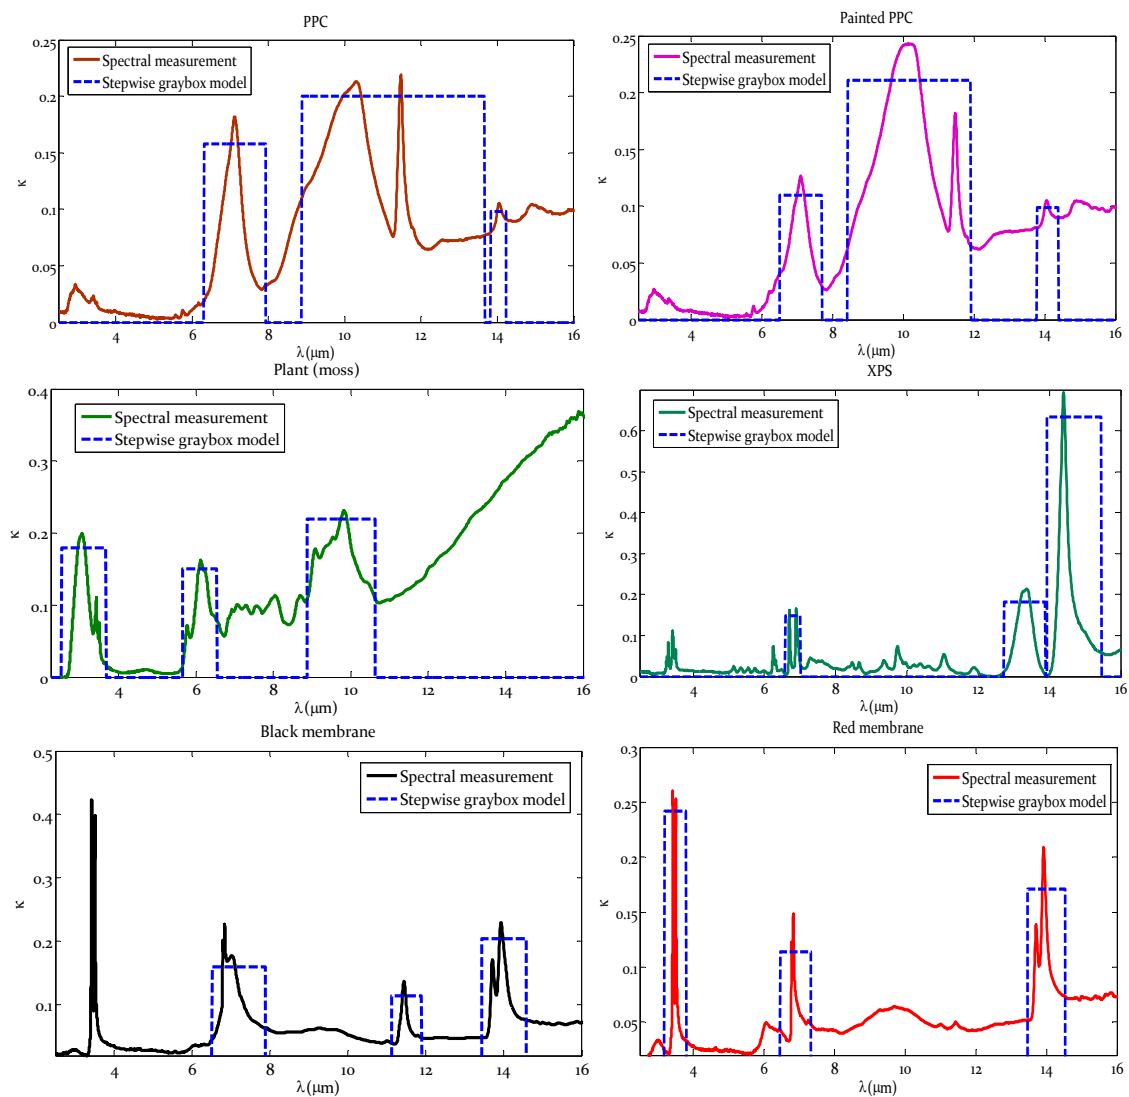 PPC
0.25
0.2
0.15
0.1
0.05
0
κ
Spectral measurement
Stepwise graybox model
4 6 8 10 12 14 16
λ(μm)
Painted PPC
0.25
0.2
0.15
0.1
0.05
0
κ
Spectral measurement
Stepwise graybox model
4 6 8 10 12 14 16
λ(μm)
Plant (moss)
0.4
0.3
0.2
0.1
0
κ
Spectral measurement
Stepwise graybox model
4 6 8 10 12 14 16
λ(μm)
XPS
0.6
0.5
0.4
0.3
0.2
0.1
0
κ
Spectral measurement
Stepwise graybox model
4 6 8 10 12 14 16
λ(μm)
Black membrane
0.5
0.4
0.3
0.2
0.1
κ
Spectral measurement
Stepwise graybox model
4 6 8 10 12 14 16
λ(μm)
Red membrane
0.3
0.25
0.2
0.15
0.1
0.05
κ
Spectral measurement
Stepwise graybox model
4 6 8 10 12 14 16
λ(μm)